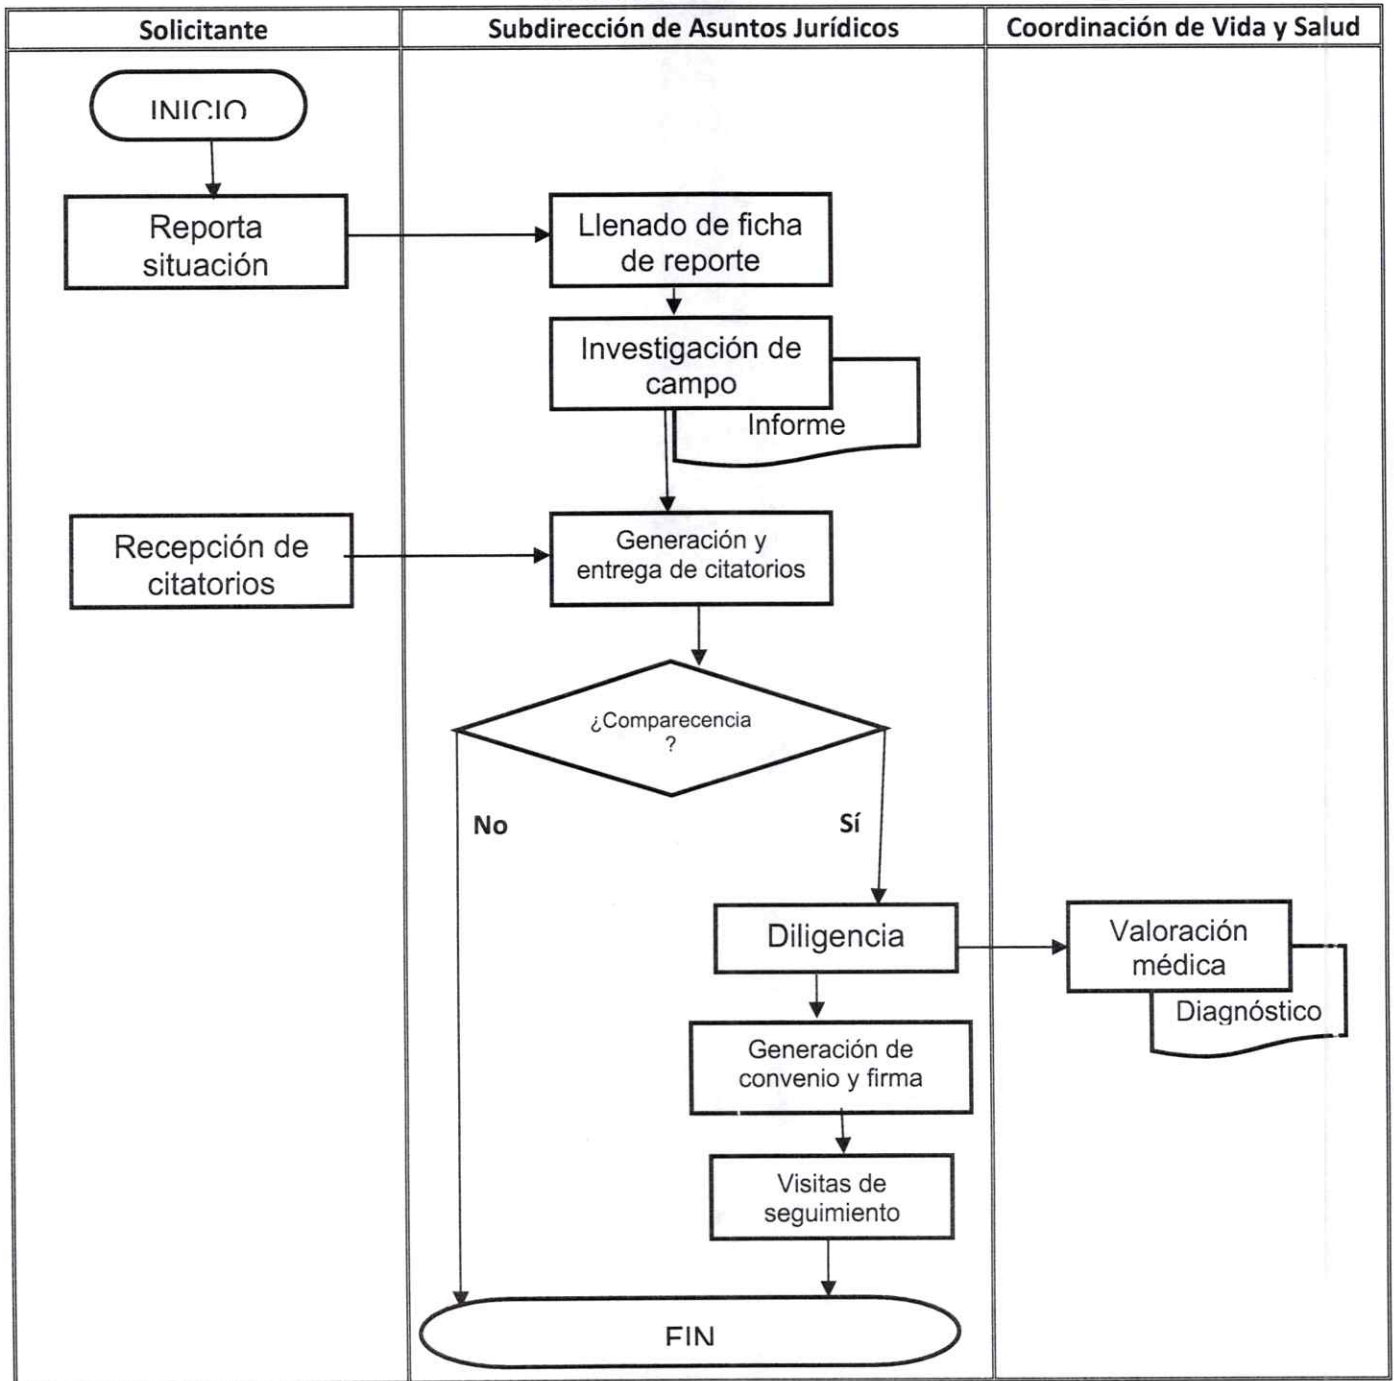 Solicitante
Subdirección de Asuntos Jurídicos
Coordinación de Vida y Salud
INICIO
Reporta
situación
Llenado de ficha
de reporte
Investigación de
campo
Informe
Recepción de
citatorios
Generación y
entrega de citatorios
¿Comparecencia
?
No
Sí
Diligencia
Valoración
médica
Diagnóstico
Generación de
convenio y firma
Visitas de
seguimiento
FIN